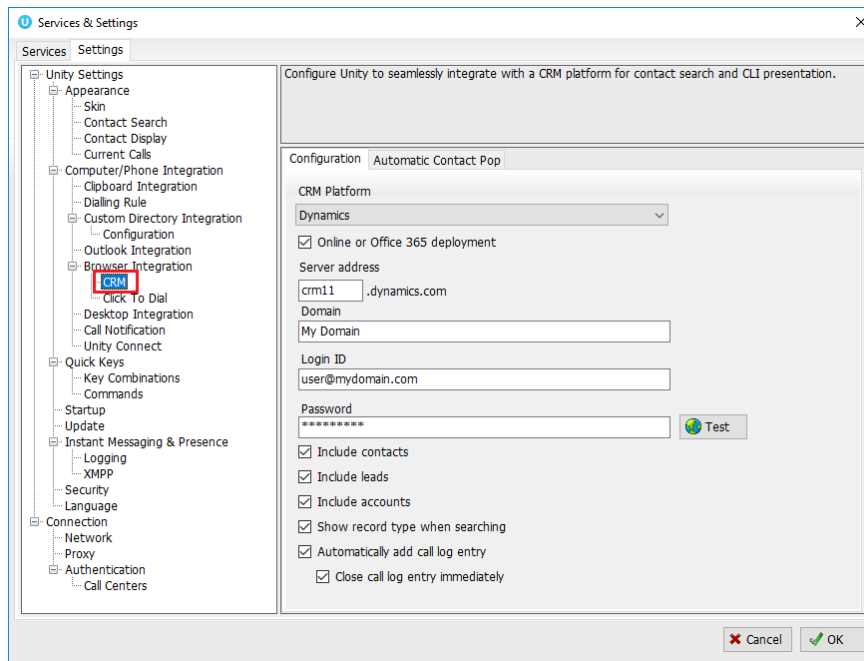 Services & Settings
Services Settings
Unity Settings
Appearance
Skin
Contact Search
Contact Display
Current Calls
Computer/Phone Integration
Clipboard Integration
Dialling Rule
Custom Directory Integration
Configuration
Outlook Integration
Browser Integration
CRM
Click To Dial
Desktop Integration
Call Notification
Unity Connect
Quick Keys
Key Combinations
Commands
Startup
Update
Instant Messaging & Presence
Logging
XMPP
Security
Language
Connection
Network
Proxy
Authentication
Call Centers
Configure Unity to seamlessly integrate with a CRM platform for contact search and CLI presentation.
Configuration Automatic Contact Pop
CRM Platform
Dynamics
Online or Office 365 deployment
Server address
crm11 .dynamics.com
Domain
My Domain
Login ID
user@mydomain.com
Password
********* Test
Include contacts
Include leads
Include accounts
Show record type when searching
Automatically add call log entry
Close call log entry immediately
Cancel OK